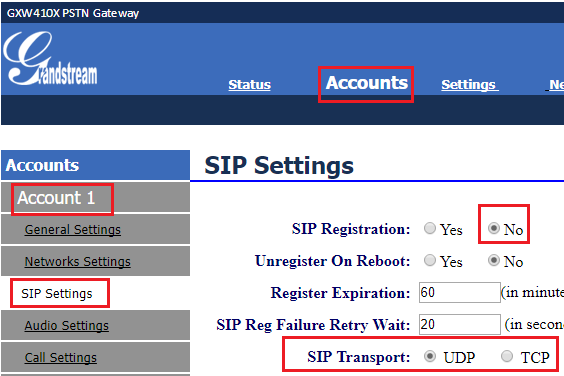 GXW410X PSTN Gateway
Grandstream
Status Accounts Settings Ne
Accounts
Account 1
General Settings
Networks Settings
SIP Settings
Audio Settings
Call Settings
SIP Settings
SIP Registration: Yes No
Unregister On Reboot: Yes No
Register Expiration: 60 (in minute
SIP Reg Failure Retry Wait: 20 (in secon
SIP Transport: UDP TCP